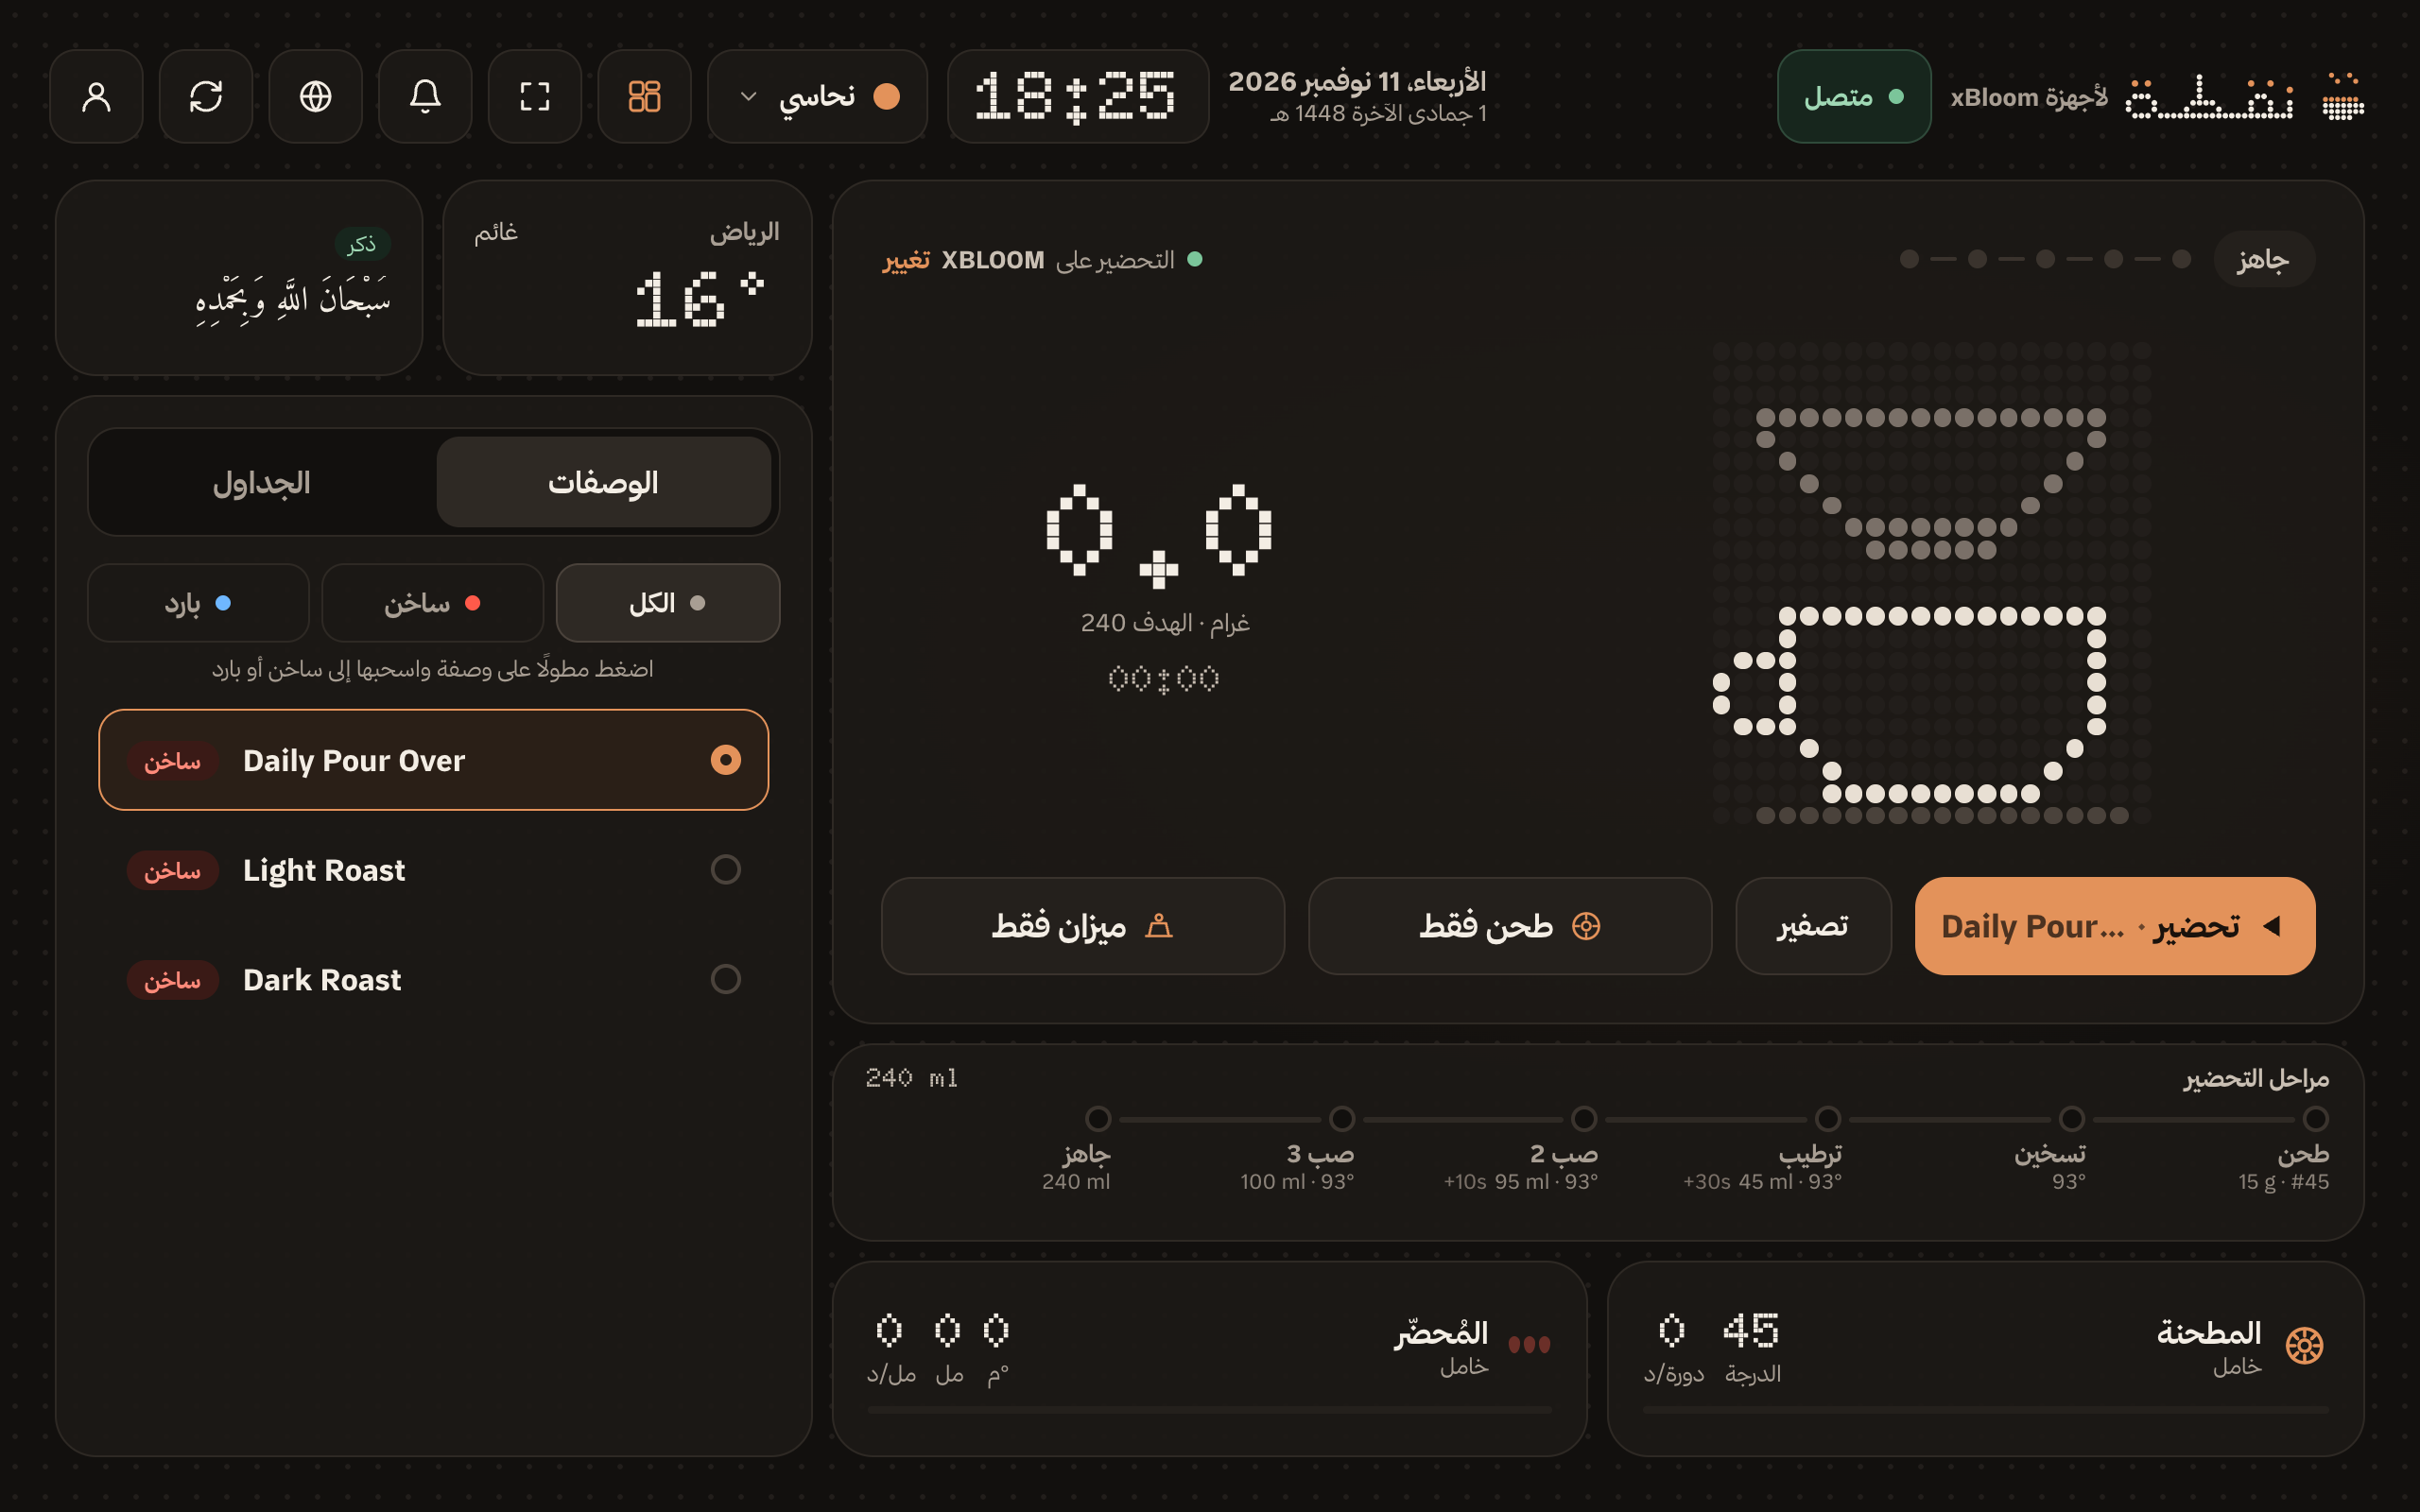 نقطة
لأجهزة xBloom
متصل
الأربعاء، 11 نوفمبر 2026
1 جمادى الآخرة 1448 هـ
18:25
نحاسي
جاهز
التحضير على XBLOOM تغيير
0.0
غرام · الهدف 240
00:00
تحضير · Daily Pour...
تصفير
طحن فقط
ميزان فقط
مراحل التحضير
240 ml
طحن
15 g · #45
تسخين
93°
ترطيب
45 ml · 93° +30s
صب 2
95 ml · 93° +10s
صب 3
100 ml · 93°
جاهز
240 ml
المطحنة
خامل
45 0
الدرجة دورة/د
المُحضّر
خامل
0 0 0
°م مل مل/د
الرياض
غائم
16°
ذكر
سُبْحَانَ اللَّهِ وَبِحَمْدِهِ
الوصفات
الجداول
الكل
ساخن
بارد
اضغط مطولًا على وصفة واسحبها إلى ساخن أو بارد
Daily Pour Over ساخن
Light Roast ساخن
Dark Roast ساخن